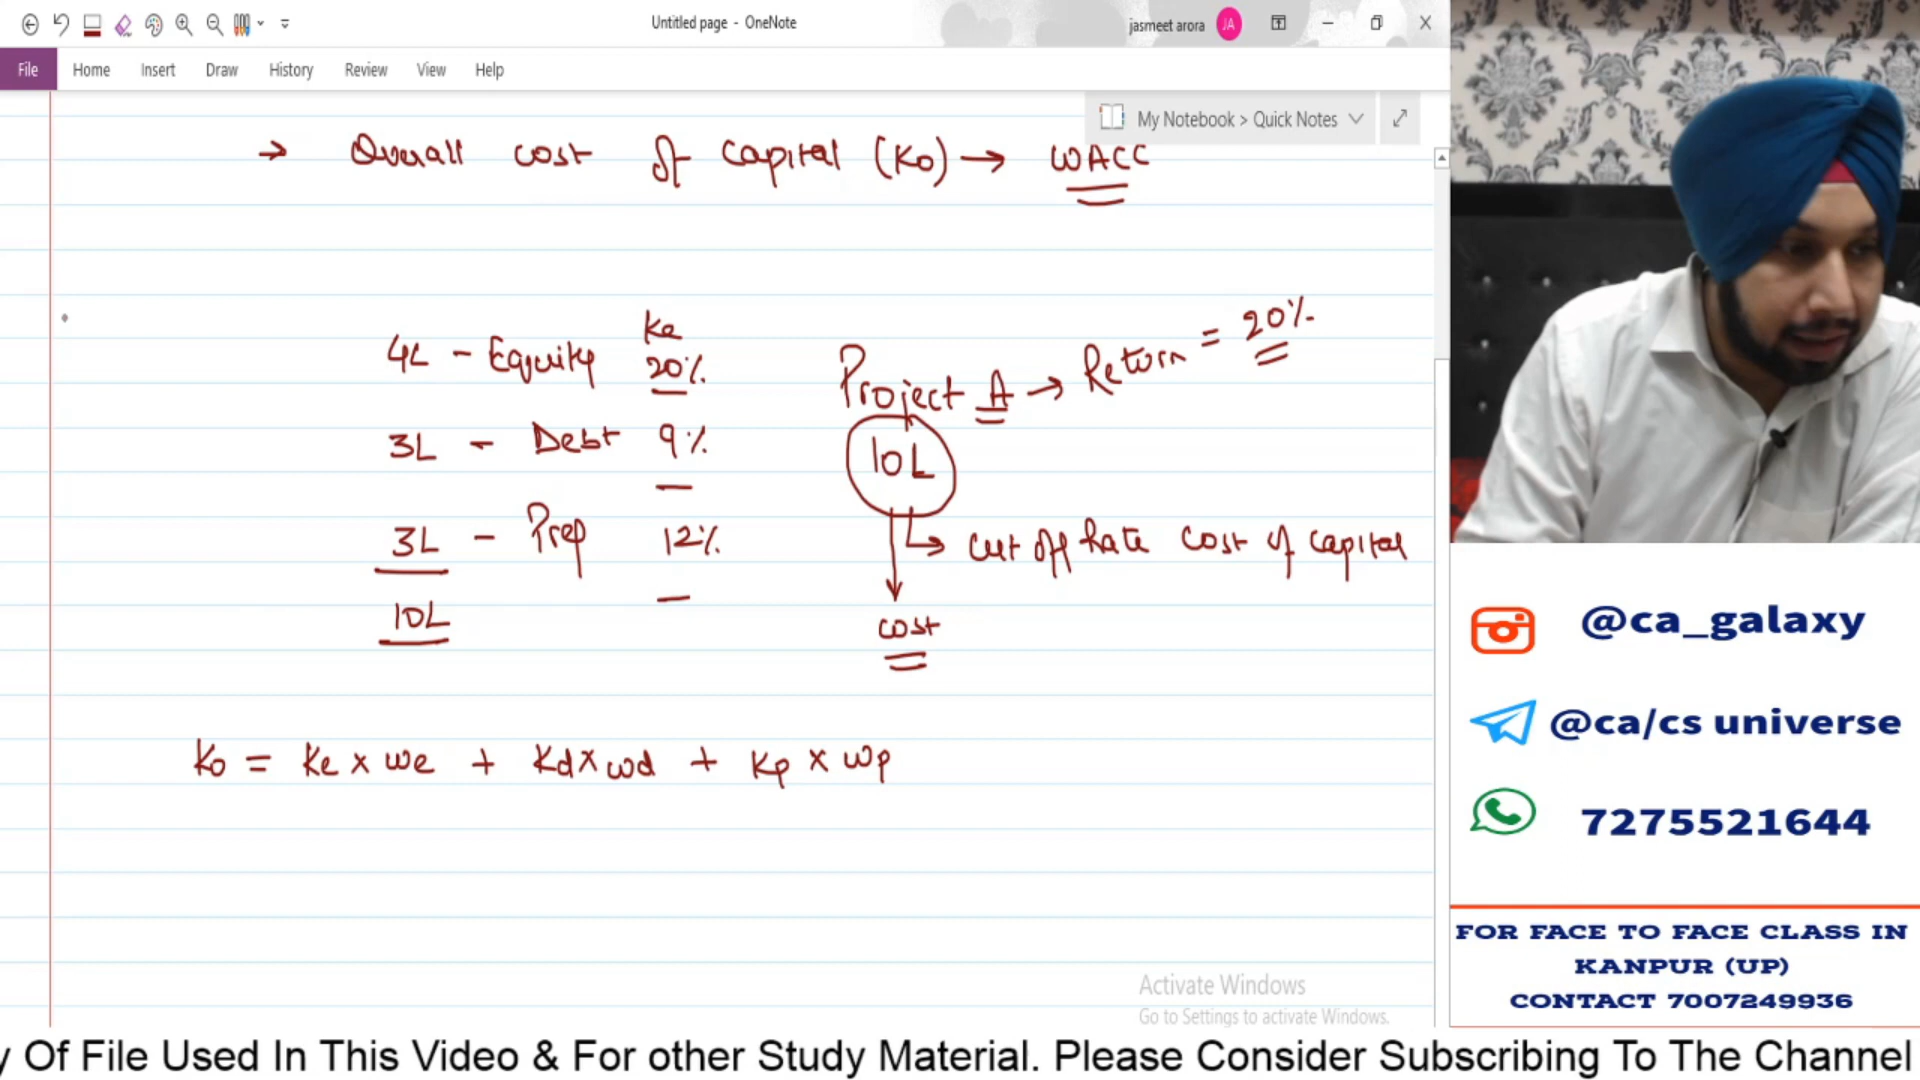 Untitled page - OneNote
jasmeet arora
JA
File Home Insert Draw History Review View Help
My Notebook > Quick Notes
→ Overall cost of capital (Ko) → WACC
Ke
4L - Equity 20%
Project A → Return = 20%
3L - Debt 9%
10L
3L - Pref 12%
cut off Rate cost of capital
10L
cost
Ko = Ke x we + Kd x wd + Kp x wp
@ca_galaxy
@ca/cs universe
7275521644
FOR FACE TO FACE CLASS IN
KANPUR (UP)
CONTACT 7007249936
Activate Windows
Go to Settings to activate Windows.
y Of File Used In This Video & For other Study Material. Please Consider Subscribing To The Channel